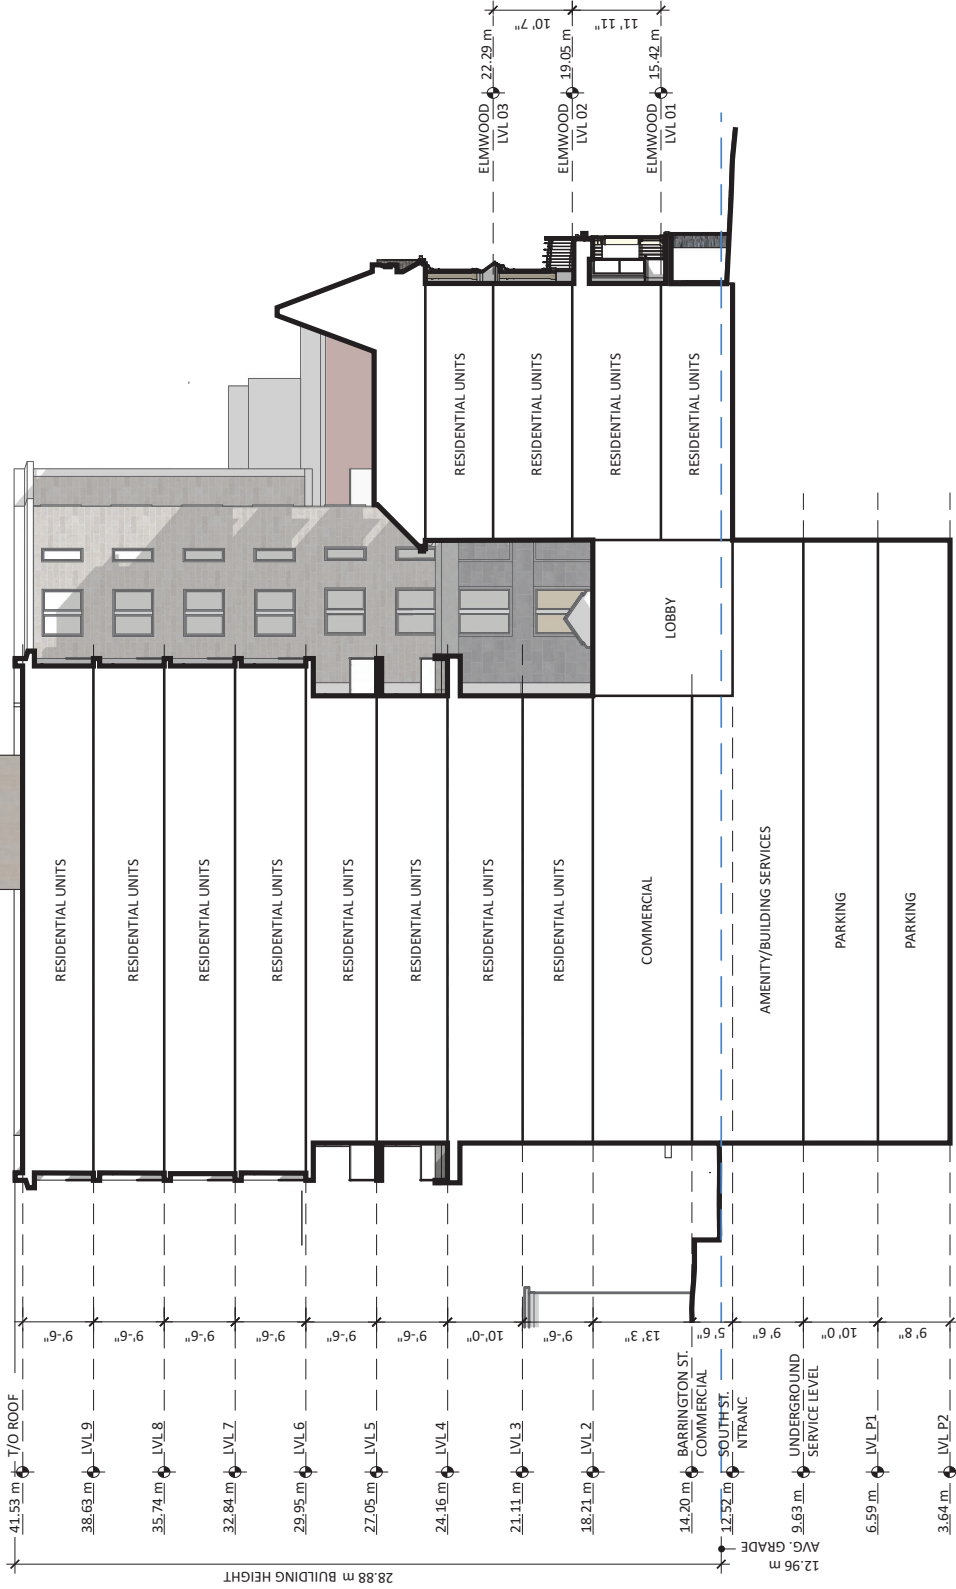 41.53 m T/O ROOF
9'-6"
38.63 m LVL 9
9'-6"
35.74 m LVL 8
9'-6"
32.84 m LVL 7
9'-6"
29.95 m LVL 6
9'-6"
27.05 m LVL 5
9'-6"
24.16 m LVL 4
10'-0"
21.11 m LVL 3
9'-6"
18.21 m LVL 2
13' 3"
14.20 m BARRINGTON ST.
COMMERCIAL
5' 6"
12.52 m SOUTH ST.
NTRANC
9' 6"
9.63 m UNDERGROUND
SERVICE LEVEL
10' 0"
6.59 m LVL P1
9' 8"
3.64 m LVL P2
28.88 m BUILDING HEIGHT
12.96 m
AVG. GRADE
RESIDENTIAL UNITS
RESIDENTIAL UNITS
RESIDENTIAL UNITS
RESIDENTIAL UNITS
RESIDENTIAL UNITS
RESIDENTIAL UNITS
RESIDENTIAL UNITS
RESIDENTIAL UNITS
COMMERCIAL
AMENITY/BUILDING SERVICES
PARKING
PARKING
LOBBY
RESIDENTIAL UNITS
RESIDENTIAL UNITS
RESIDENTIAL UNITS
RESIDENTIAL UNITS
ELMWOOD 22.29 m
LVL 03
10' 7"
ELMWOOD 19.05 m
LVL 02
11' 11"
ELMWOOD 15.42 m
LVL 01